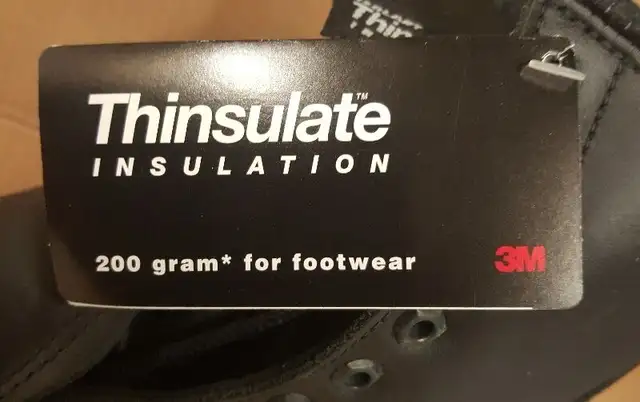 Thinsulate™
INSULATION
200 gram* for footwear
3M